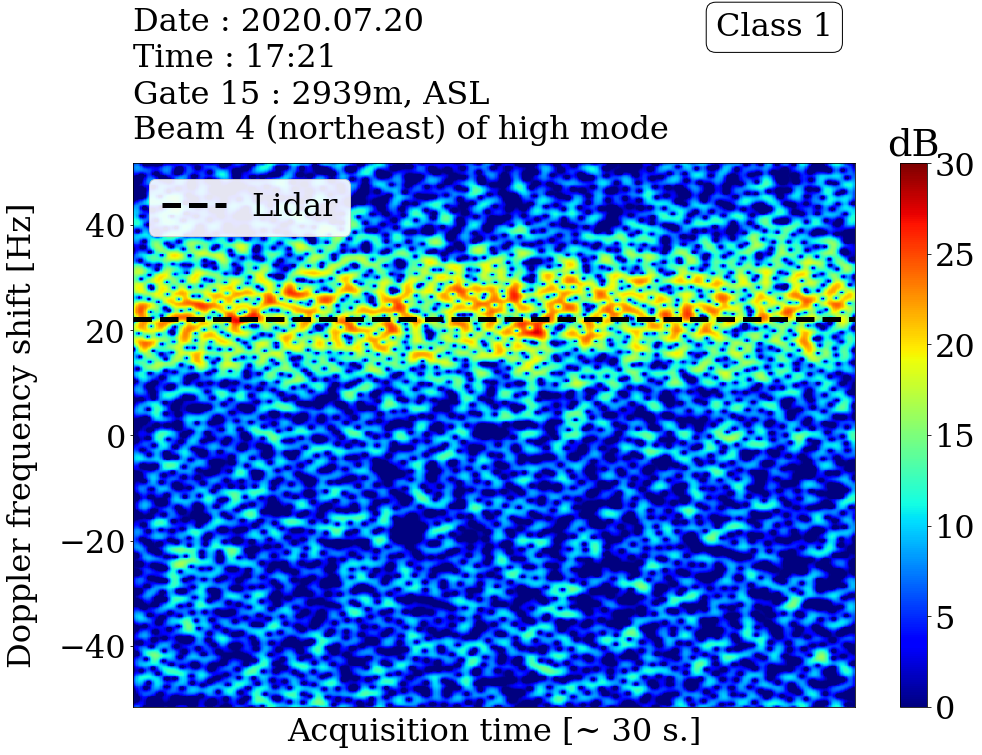 Date : 2020.07.20
Time : 17:21
Gate 15 : 2939m, ASL
Beam 4 (northeast) of high mode
Class 1
dB
Lidar
Doppler frequency shift [Hz]
40
20
0
−20
−40
Acquisition time [~ 30 s.]
30
25
20
15
10
5
0